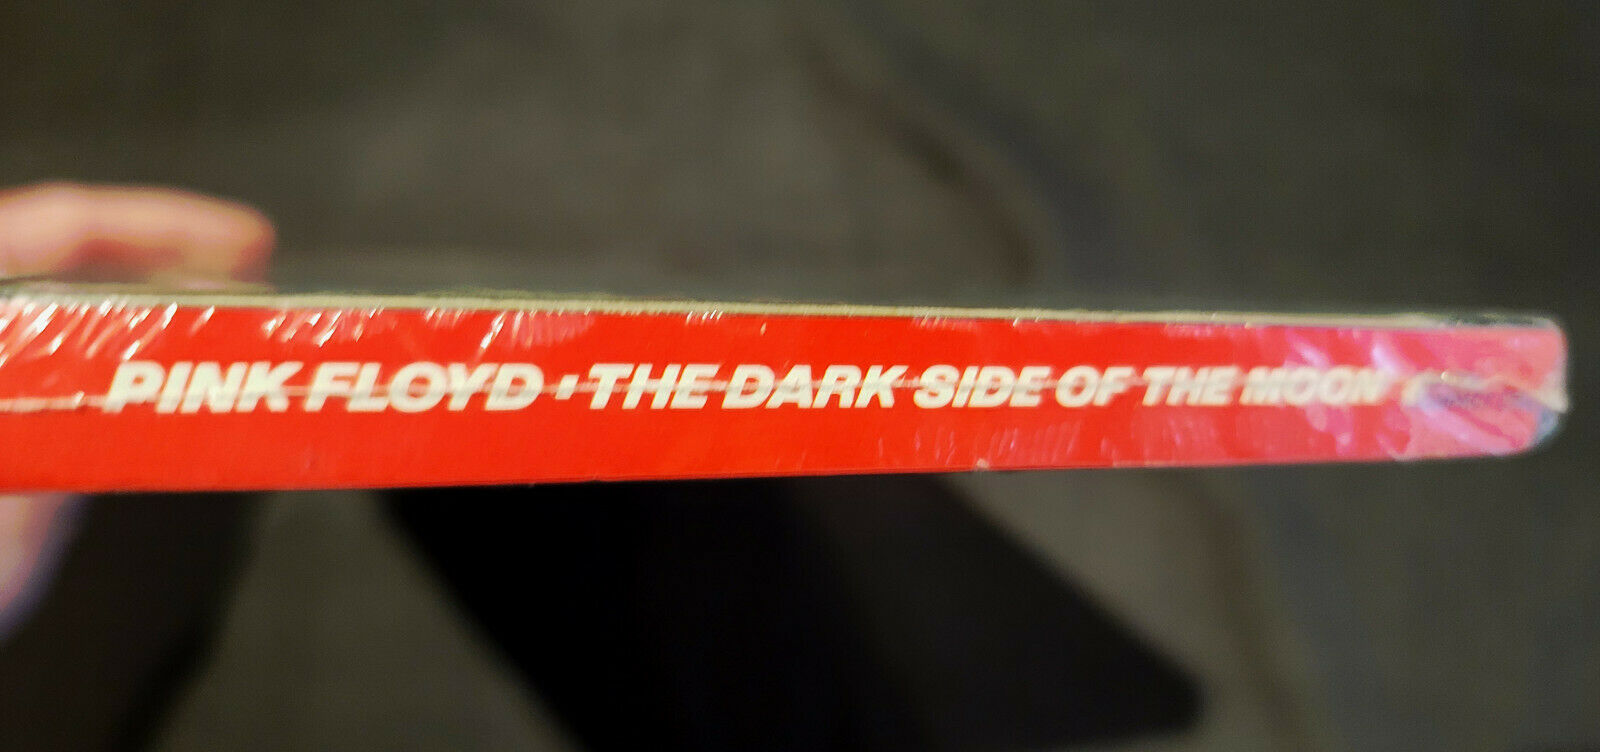 PINK FLOYD • THE DARK SIDE OF THE MOON